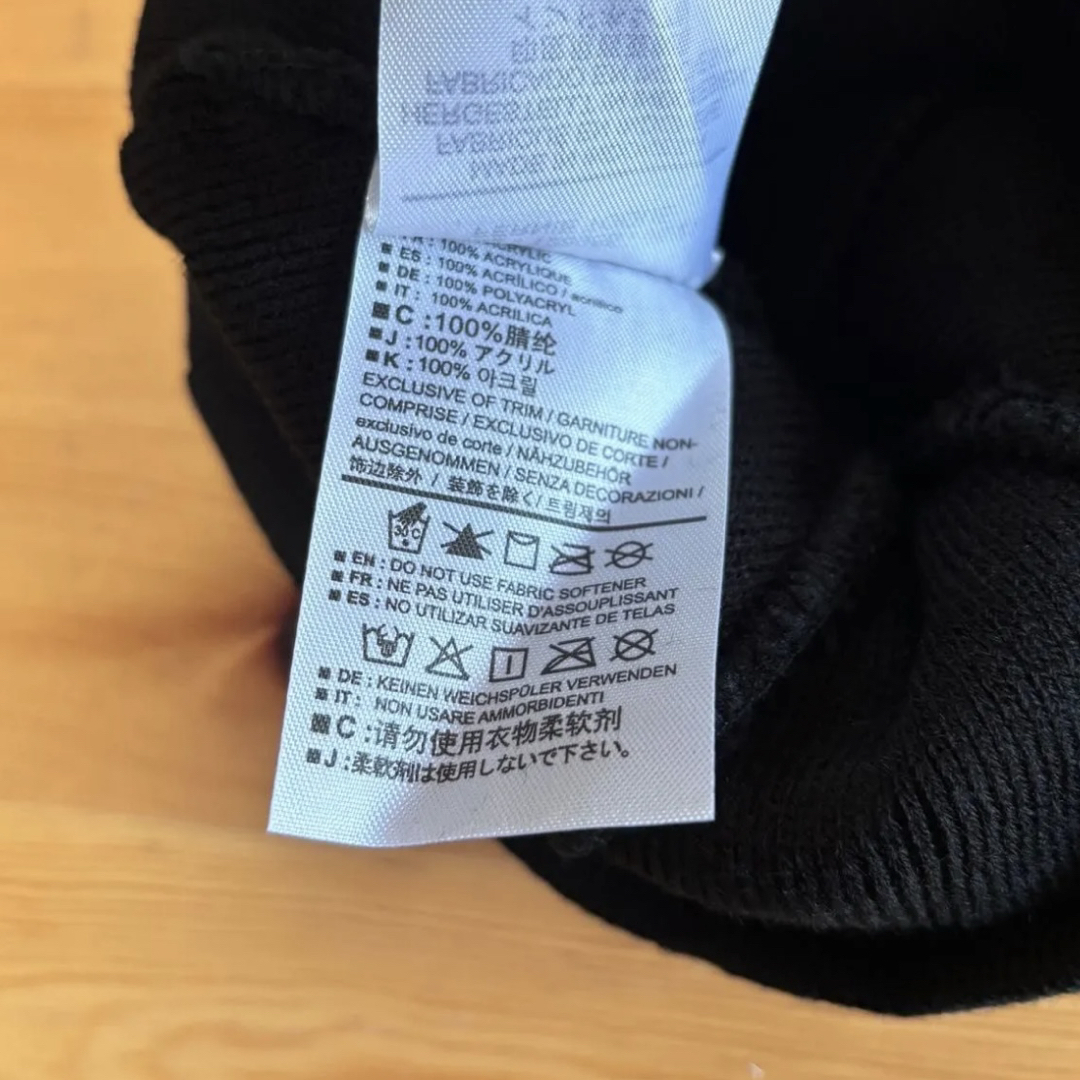 FABRICADO
ACRYLIC
: 100% ACRYLIQUE
ES : 100% ACRÍLICO / acrílico
DE : 100% POLYACRYL
IT : 100% ACRILICA
C :100%腈纶
J :100% アクリル
K : 100% 아크릴
EXCLUSIVE OF TRIM / GARNITURE NON-
COMPRISE / EXCLUSIVO DE CORTE /
exclusivo de corte / NÄHZUBEHÖR
AUSGENOMMEN / SENZA DECORAZIONI /
饰边除外 / 装飾を除く/ 트림제외
30°C
EN : DO NOT USE FABRIC SOFTENER
FR : NE PAS UTILISER D'ASSOUPLISSANT
ES : NO UTILIZAR SUAVIZANTE DE TELAS
DE : KEINEN WEICHSPÜLER VERWENDEN
IT : NON USARE AMMORBIDENTI
C :请勿使用衣物柔软剂
J :柔軟剤は使用しないで下さい。